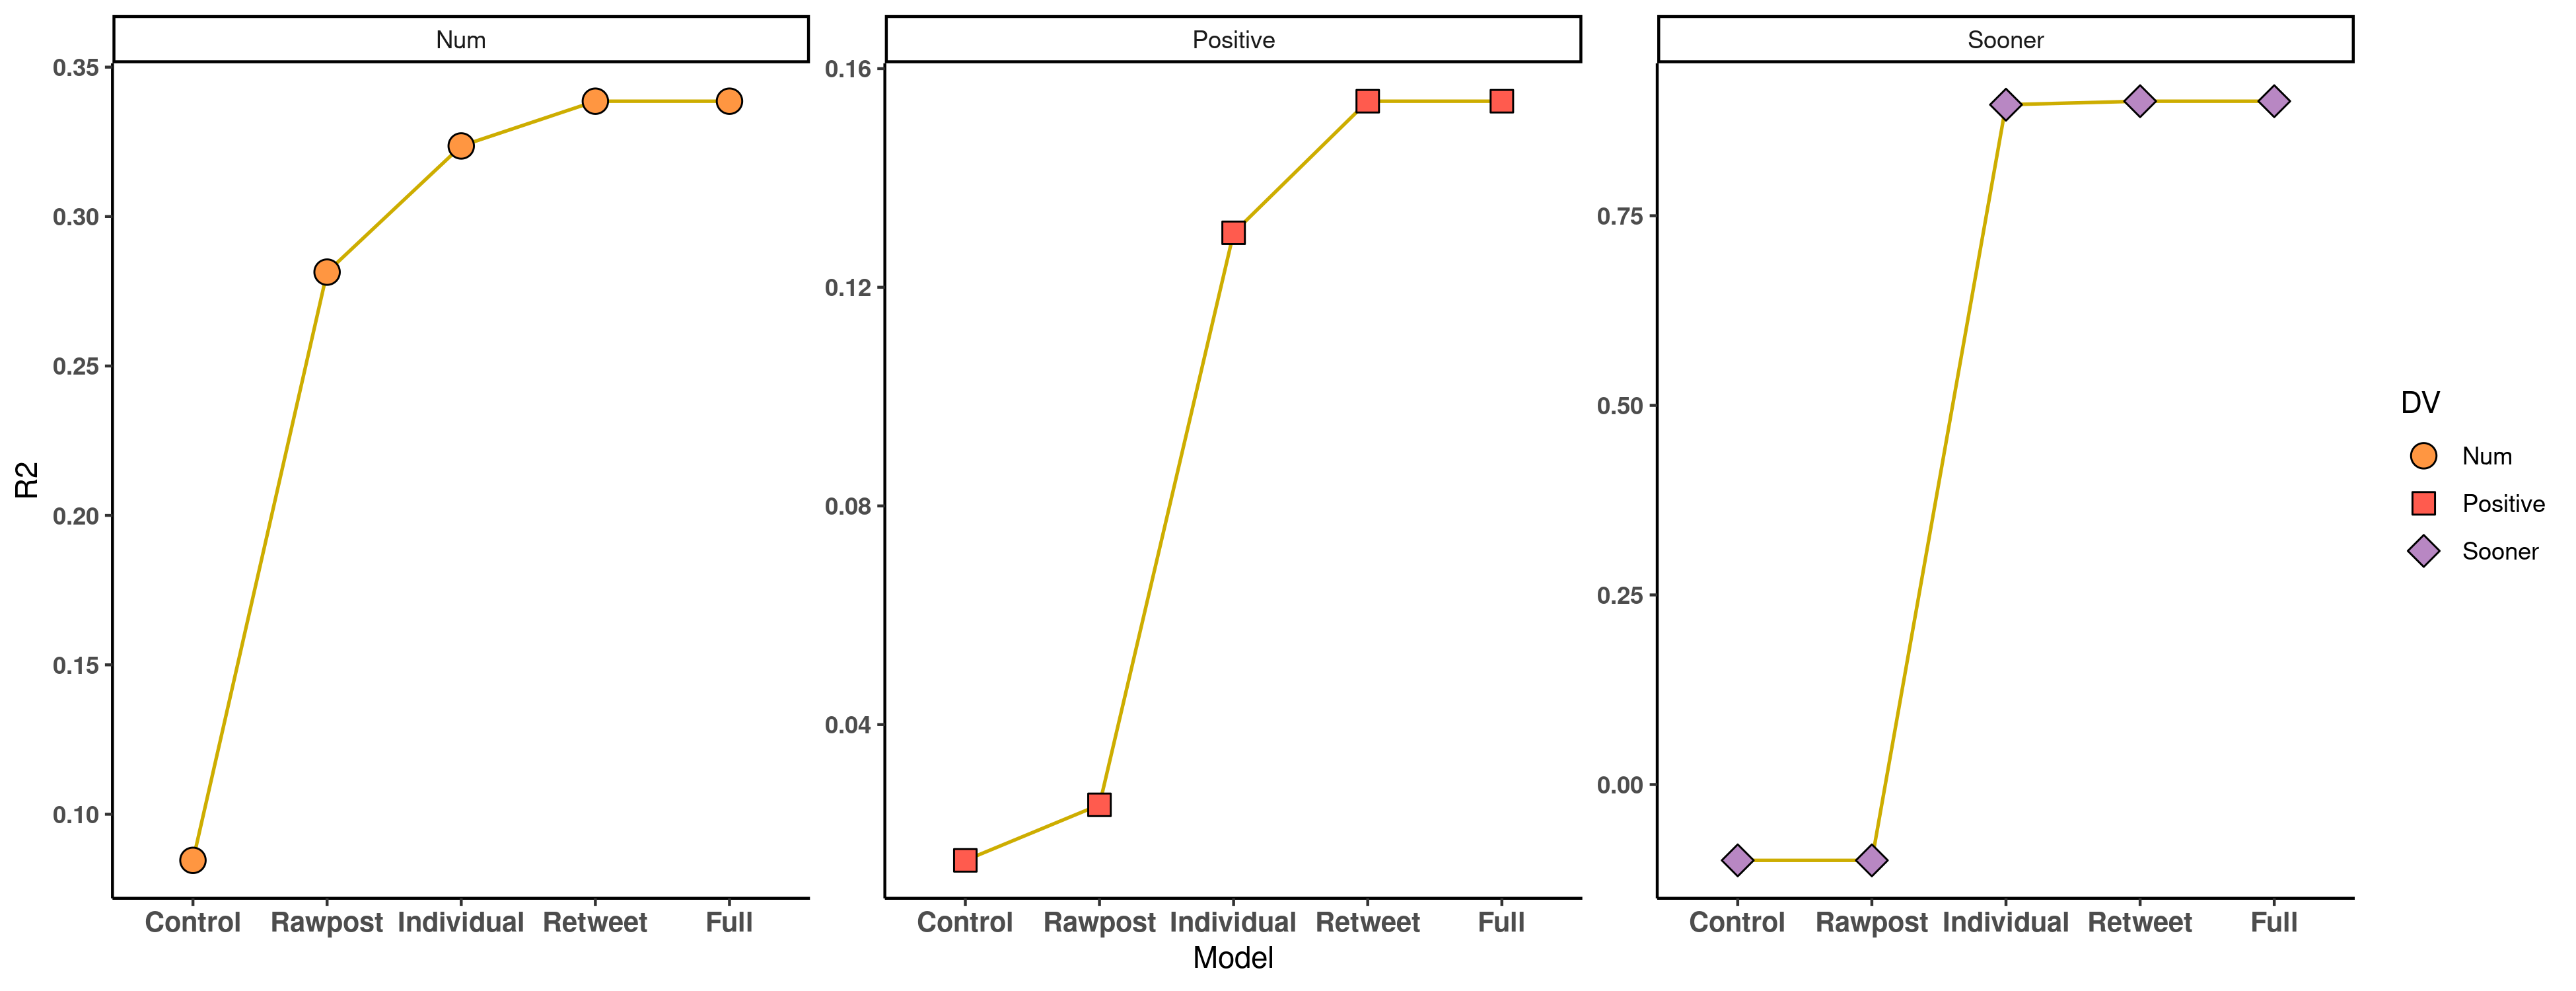 Num
Positive
Sooner
R2
0.35
0.30
0.25
0.20
0.15
0.10
0.16
0.12
0.08
0.04
0.75
0.50
0.25
0.00
Control Rawpost Individual Retweet Full
Control Rawpost Individual Retweet Full
Control Rawpost Individual Retweet Full
Model
DV
Num
Positive
Sooner